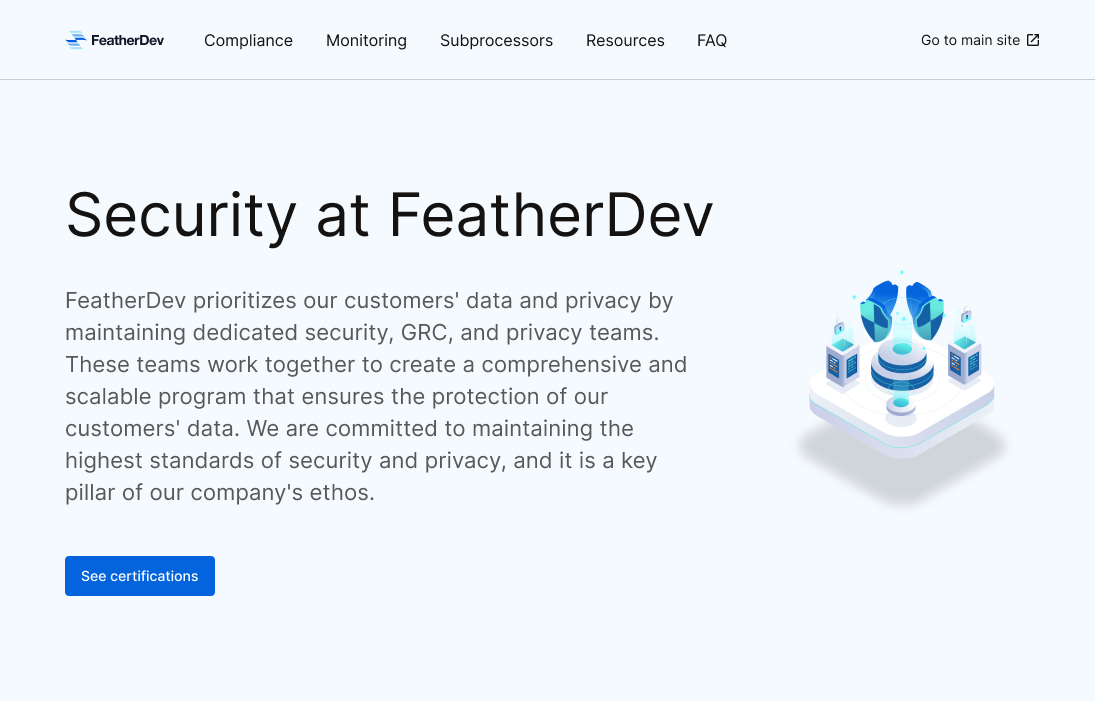 FeatherDev
Compliance
Monitoring
Subprocessors
Resources
FAQ
Go to main site
Security at FeatherDev
FeatherDev prioritizes our customers' data and privacy by
maintaining dedicated security, GRC, and privacy teams.
These teams work together to create a comprehensive and
scalable program that ensures the protection of our
customers' data. We are committed to maintaining the
highest standards of security and privacy, and it is a key
pillar of our company's ethos.
See certifications